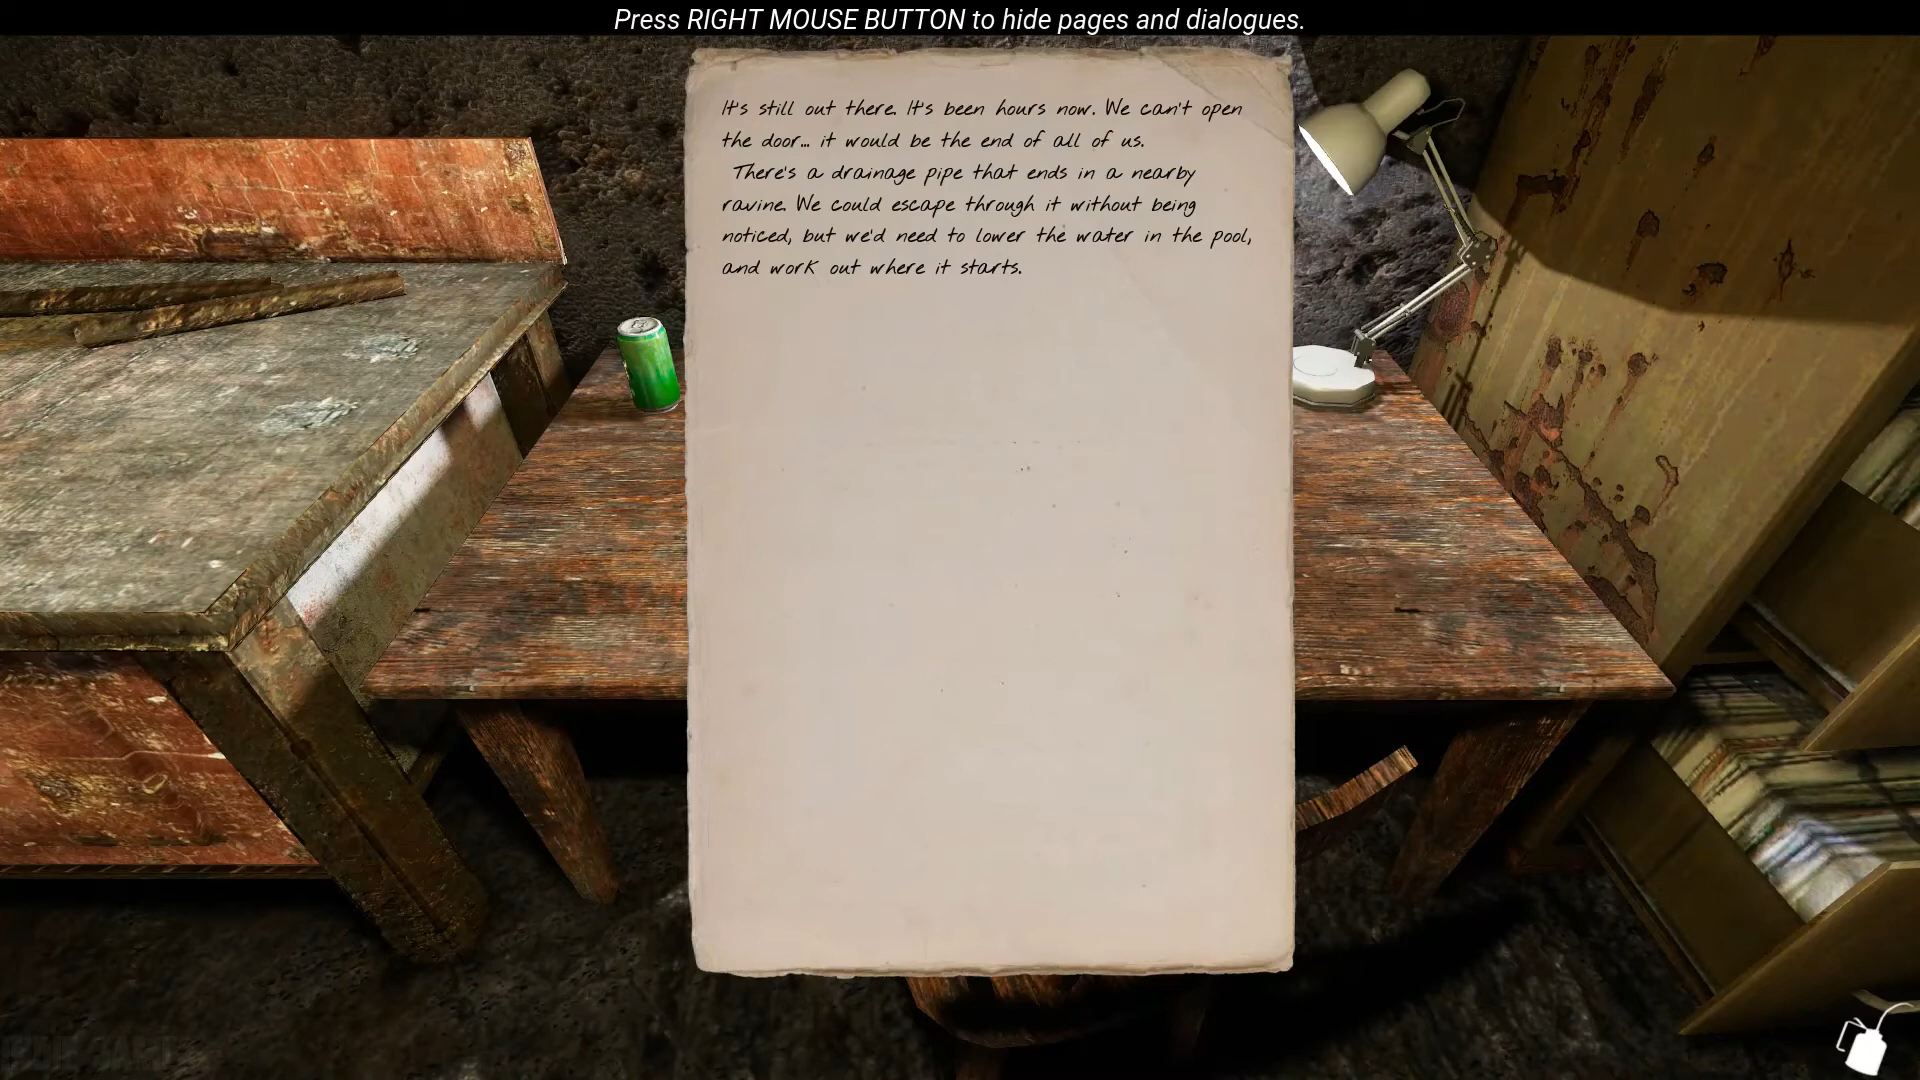 Press RIGHT MOUSE BUTTON to hide pages and dialogues.
It's still out there. It's been hours now. We can't open
the door... it would be the end of all of us.
There's a drainage pipe that ends in a nearby
ravine. We could escape through it without being
noticed, but we'd need to lower the water in the pool,
and work out where it starts.